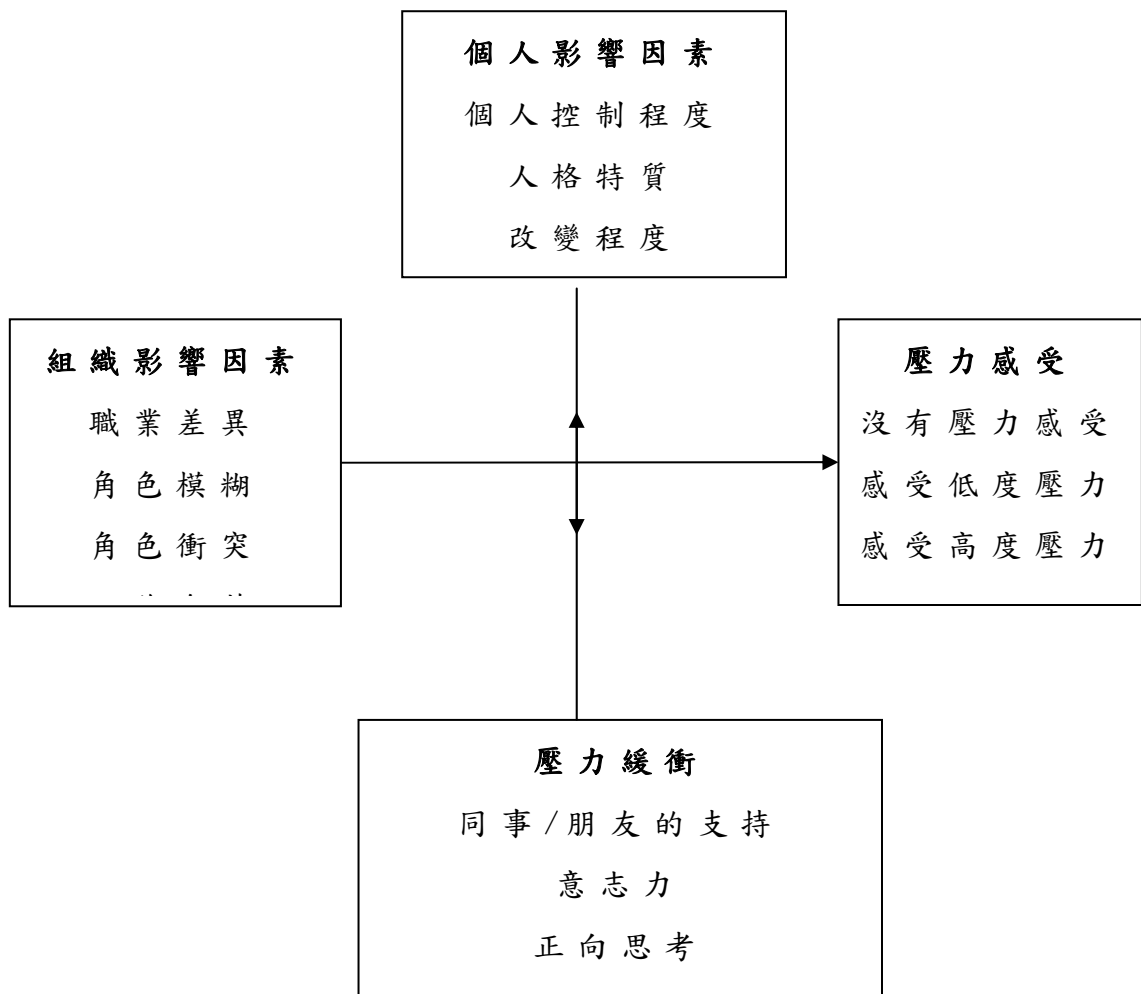 個人影響因素
個人控制程度
人格特質
改變程度
組織影響因素
職業差異
角色模糊
角色衝突
壓力感受
沒有壓力感受
感受低度壓力
感受高度壓力
壓力緩衝
同事/朋友的支持
意志力
正向思考